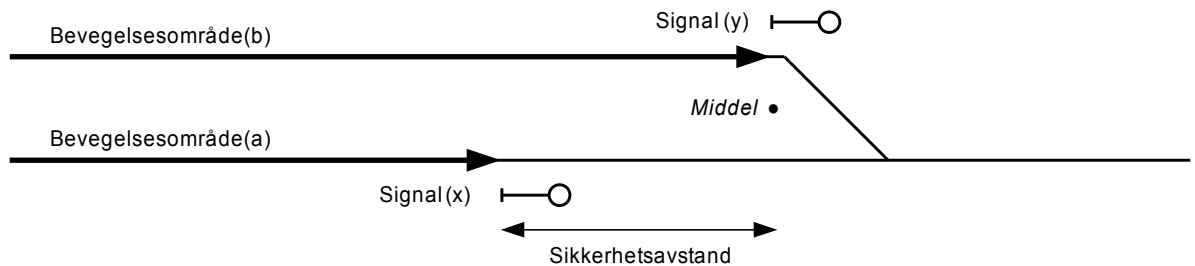 Signal (y)
Bevegelsesområde(b)
Middel
Bevegelsesområde(a)
Signal (x)
Sikkerhetsavstand